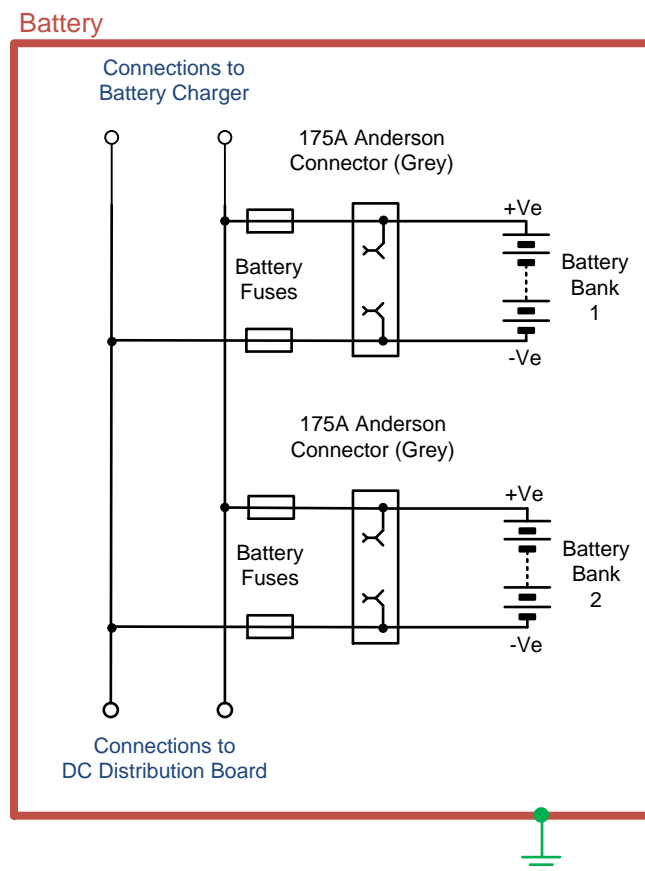 Battery
Connections to
Battery Charger
175A Anderson
Connector (Grey)
+Ve
Battery
Fuses
Battery
Bank
1
-Ve
175A Anderson
Connector (Grey)
+Ve
Battery
Fuses
Battery
Bank
2
-Ve
Connections to
DC Distribution Board